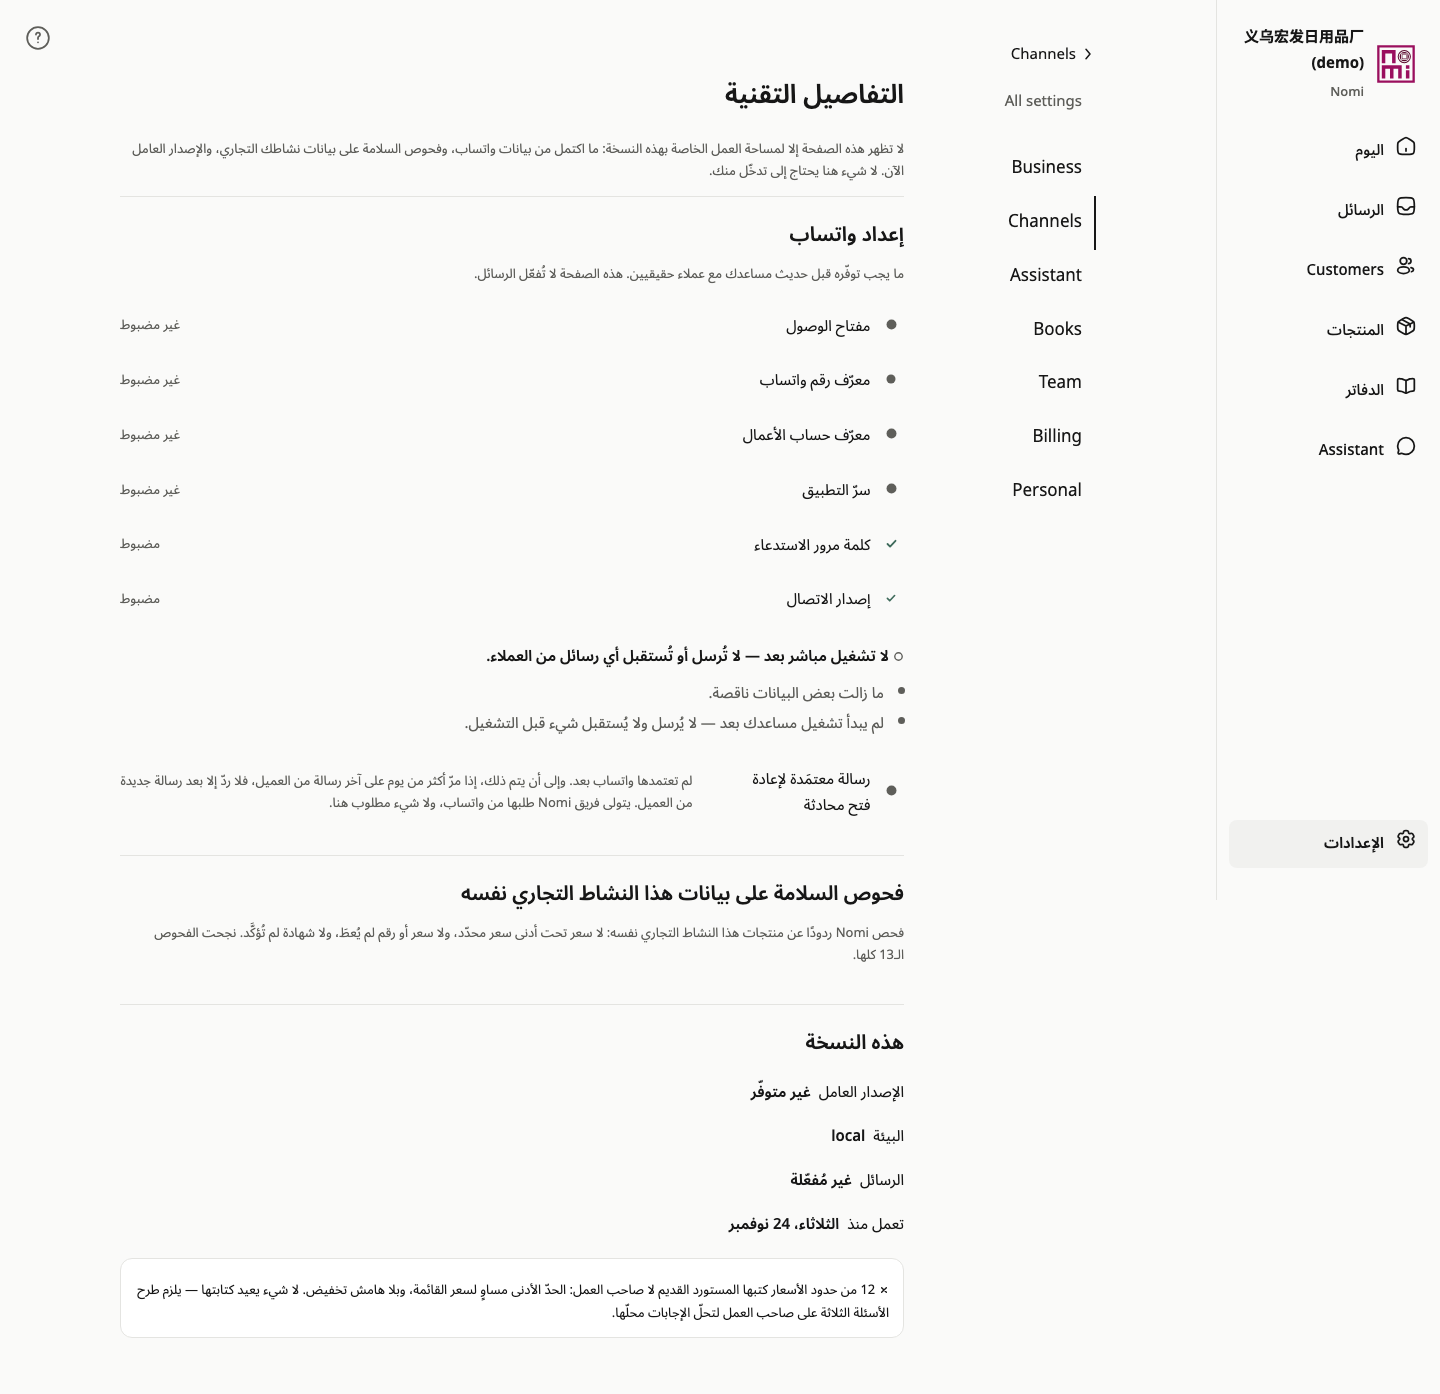 义乌宏发日用品厂
(demo)
Nomi
اليوم
الرسائل
Customers
المنتجات
الدفاتر
Assistant
الإعدادات
Channels
All settings
Business
Channels
Assistant
Books
Team
Billing
Personal
التفاصيل التقنية
لا تظهر هذه الصفحة إلا لمساحة العمل الخاصة بهذه النسخة: ما اكتمل من بيانات واتساب، وفحوص السلامة على بيانات نشاطك التجاري، والإصدار العامل
الآن. لا شيء هنا يحتاج إلى تدخّل منك.
إعداد واتساب
ما يجب توفّره قبل حديث مساعدك مع عملاء حقيقيين. هذه الصفحة لا تُفعّل الرسائل.
مفتاح الوصول غير مضبوط
معرّف رقم واتساب غير مضبوط
معرّف حساب الأعمال غير مضبوط
سرّ التطبيق غير مضبوط
كلمة مرور الاستدعاء مضبوط
إصدار الاتصال مضبوط
○ لا تشغيل مباشر بعد — لا تُرسل أو تُستقبل أي رسائل من العملاء.
ما زالت بعض البيانات ناقصة.
لم يبدأ تشغيل مساعدك بعد — لا يُرسل ولا يُستقبل شيء قبل التشغيل.
رسالة معتمَدة لإعادة
فتح محادثة
لم تعتمدها واتساب بعد. وإلى أن يتم ذلك، إذا مرّ أكثر من يوم على آخر رسالة من العميل، فلا ردّ إلا بعد رسالة جديدة
من العميل. يتولى فريق Nomi طلبها من واتساب، ولا شيء مطلوب هنا.
فحوص السلامة على بيانات هذا النشاط التجاري نفسه
فحص Nomi ردودًا عن منتجات هذا النشاط التجاري نفسه: لا سعر تحت أدنى سعر محدّد، ولا سعر أو رقم لم يُعطَ، ولا شهادة لم تُؤكَّد. نجحت الفحوص
الـ13 كلها.
هذه النسخة
الإصدار العامل غير متوفّر
البيئة local
الرسائل غير مُفعّلة
تعمل منذ الثلاثاء، 24 نوفمبر
× 12 من حدود الأسعار كتبها المستورد القديم لا صاحب العمل: الحدّ الأدنى مساوٍ لسعر القائمة، وبلا هامش تخفيض. لا شيء يعيد كتابتها — يلزم طرح
الأسئلة الثلاثة على صاحب العمل لتحلّ الإجابات محلّها.